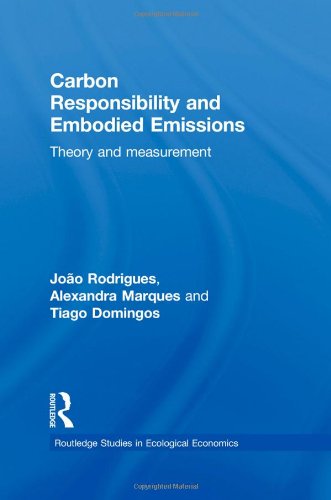 Carbon
Responsibility and
Embodied Emissions
Theory and measurement
João Rodrigues,
Alexandra Marques and
Tiago Domingos
ROUTLEDGE
Routledge Studies in Ecological Economics